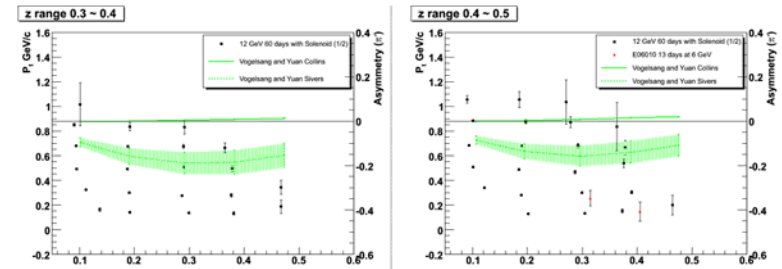 z range 0.3 ~ 0.4
1.6
1.4
1.2
1
0.8
0.6
0.4
0.2
0
-0.2
P_t GeV/c
12 GeV 60 days with Solenoid (1/2)
Vogelsang and Yuan Collins
Vogelsang and Yuan Sivers
0.4
0.2
0
-0.2
-0.4
-0.6
Asymmetry (π⁻)
0 0.1 0.2 0.3 0.4 0.5 0.6
z range 0.4 ~ 0.5
1.6
1.4
1.2
1
0.8
0.6
0.4
0.2
0
-0.2
P_t GeV/c
12 GeV 60 days with Solenoid (1/2)
E06010 13 days at 6 GeV
Vogelsang and Yuan Collins
Vogelsang and Yuan Sivers
0.4
0.2
0
-0.2
-0.4
-0.6
Asymmetry (π⁻)
0 0.1 0.2 0.3 0.4 0.5 0.6